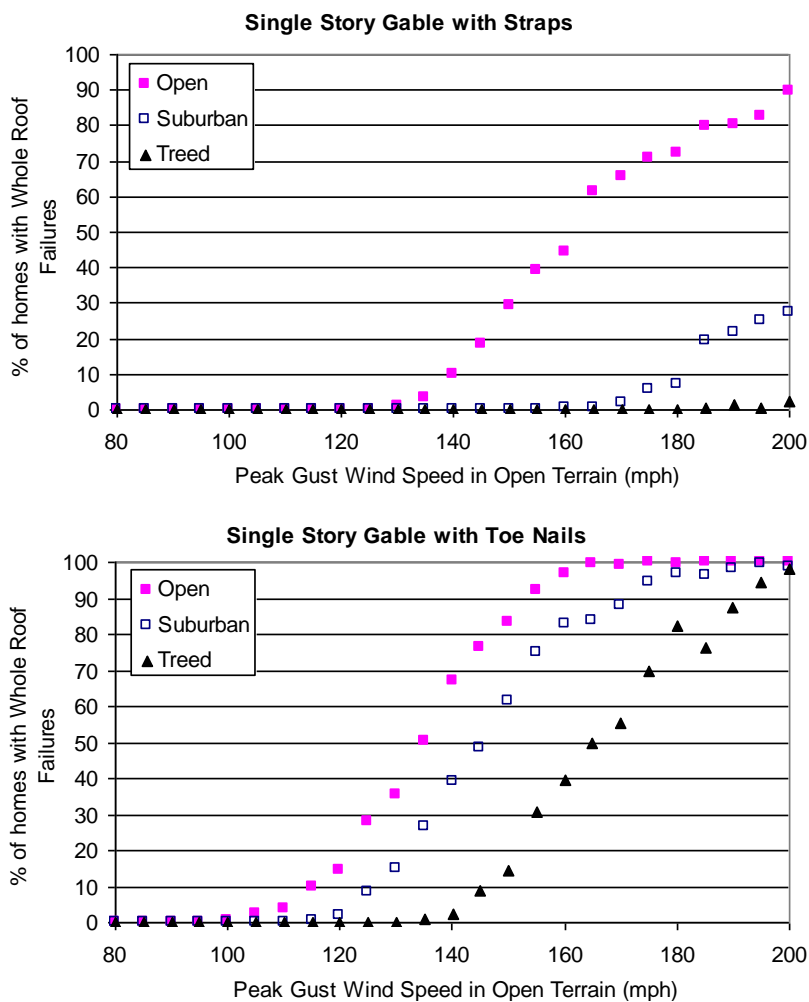 Single Story Gable with Straps
% of homes with Whole Roof
Failures
100
90
80
70
60
50
40
30
20
10
0
Open
Suburban
Treed
80 100 120 140 160 180 200
Peak Gust Wind Speed in Open Terrain (mph)
Single Story Gable with Toe Nails
% of homes with Whole Roof
Failures
100
90
80
70
60
50
40
30
20
10
0
Open
Suburban
Treed
80 100 120 140 160 180 200
Peak Gust Wind Speed in Open Terrain (mph)